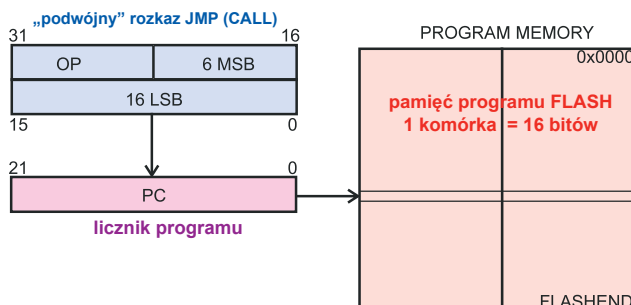 „podwójny” rozkaz JMP (CALL)
31 16
OP 6 MSB
16 LSB
15 0
21 0
PC
licznik programu
PROGRAM MEMORY
0x0000
pamięć programu FLASH
1 komórka = 16 bitów
FLASHEND